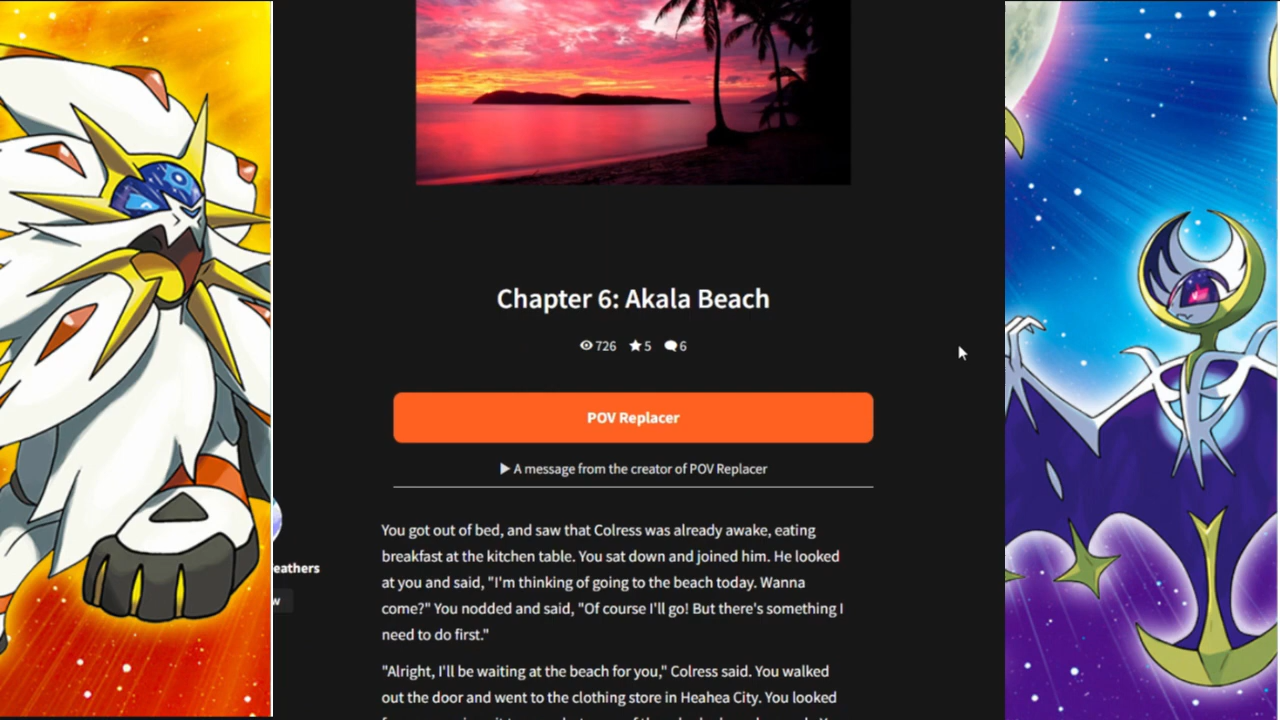 Chapter 6: Akala Beach
726 5 6
POV Replacer
▶ A message from the creator of POV Replacer
You got out of bed, and saw that Colress was already awake, eating
breakfast at the kitchen table. You sat down and joined him. He looked
at you and said, "I'm thinking of going to the beach today. Wanna
come?" You nodded and said, "Of course I'll go! But there's something I
eathers
need to do first."
"Alright, I'll be waiting at the beach for you," Colress said. You walked
out the door and went to the clothing store in Heahea City. You looked